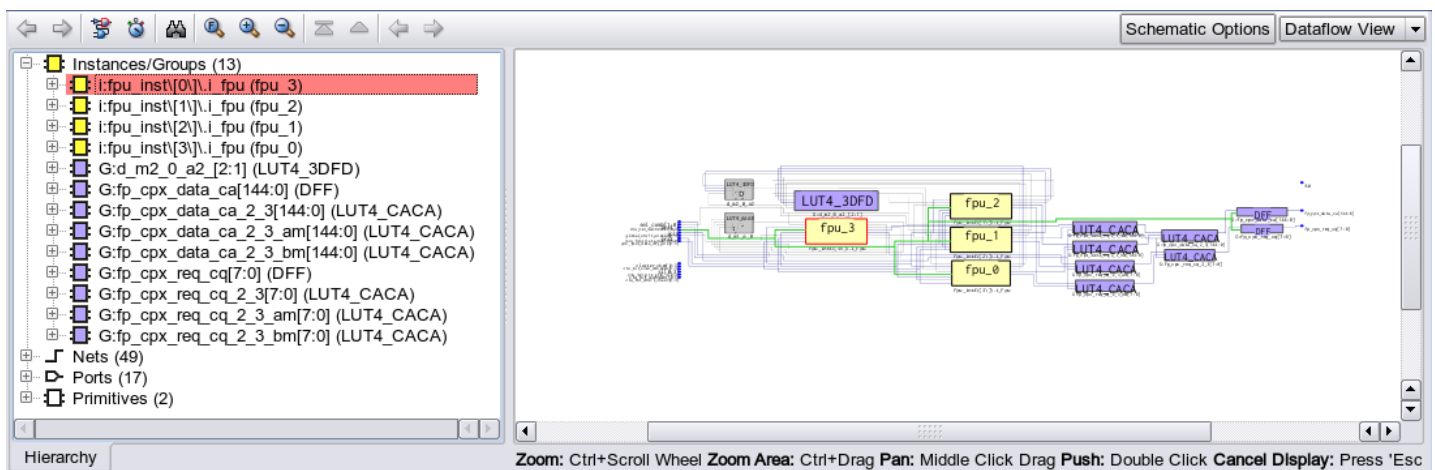 Schematic Options
Dataflow View
Instances/Groups (13)
i:fpu_inst\[0\]\.i_fpu (fpu_3)
i:fpu_inst\[1\]\.i_fpu (fpu_2)
i:fpu_inst\[2\]\.i_fpu (fpu_1)
i:fpu_inst\[3\]\.i_fpu (fpu_0)
G:d_m2_0_a2_[2:1] (LUT4_3DFD)
G:fp_cpx_data_ca[144:0] (DFF)
G:fp_cpx_data_ca_2_3[144:0] (LUT4_CACA)
G:fp_cpx_data_ca_2_3_am[144:0] (LUT4_CACA)
G:fp_cpx_data_ca_2_3_bm[144:0] (LUT4_CACA)
G:fp_cpx_req_cq[7:0] (DFF)
G:fp_cpx_req_cq_2_3[7:0] (LUT4_CACA)
G:fp_cpx_req_cq_2_3_am[7:0] (LUT4_CACA)
G:fp_cpx_req_cq_2_3_bm[7:0] (LUT4_CACA)
Nets (49)
Ports (17)
Primitives (2)
Hierarchy
LUT4_3DFD
fpu_3
fpu_2
fpu_1
fpu_0
LUT4_CACA
LUT4_CACA
LUT4_CACA
LUT4_CACA
LUT4_CACA
LUT4_CACA
DFF
DFF
Zoom: Ctrl+Scroll Wheel Zoom Area: Ctrl+Drag Pan: Middle Click Drag Push: Double Click Cancel Display: Press 'Esc